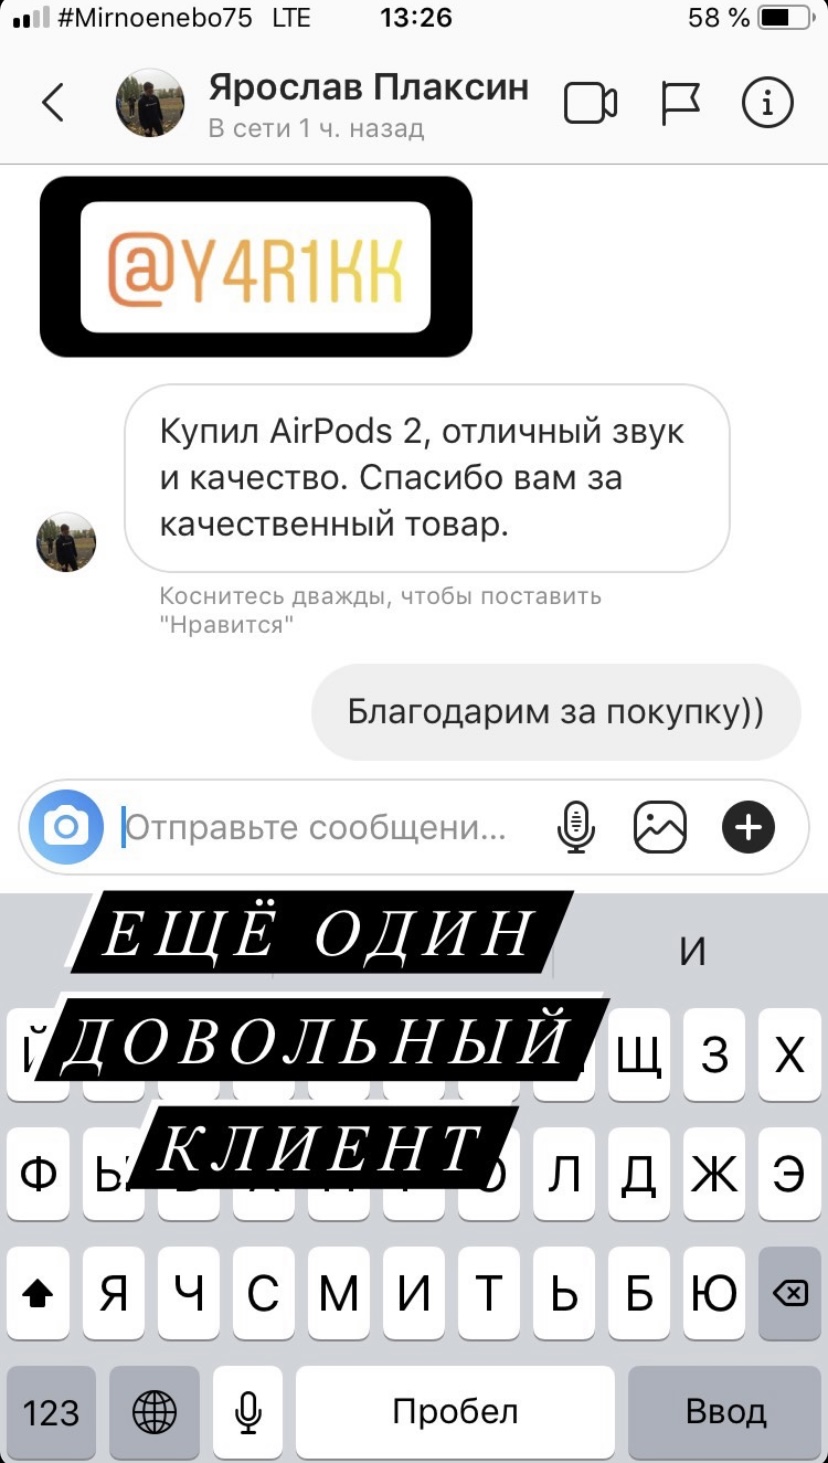 #Mirnoenebo75 LTE 13:26 58 %
Ярослав Плаксин
В сети 1 ч. назад
@Y4R1KK
Купил AirPods 2, отличный звук
и качество. Спасибо вам за
качественный товар.
Коснитесь дважды, чтобы поставить
"Нравится"
Благодарим за покупку))
Отправьте сообщени...
ЕЩЁ ОДИН
И
ДОВОЛЬНЫЙ
Й Щ З Х
КЛИЕНТ
Ф Ы О Л Д Ж Э
Я Ч С М И Т Ь Б Ю
123 Пробел Ввод